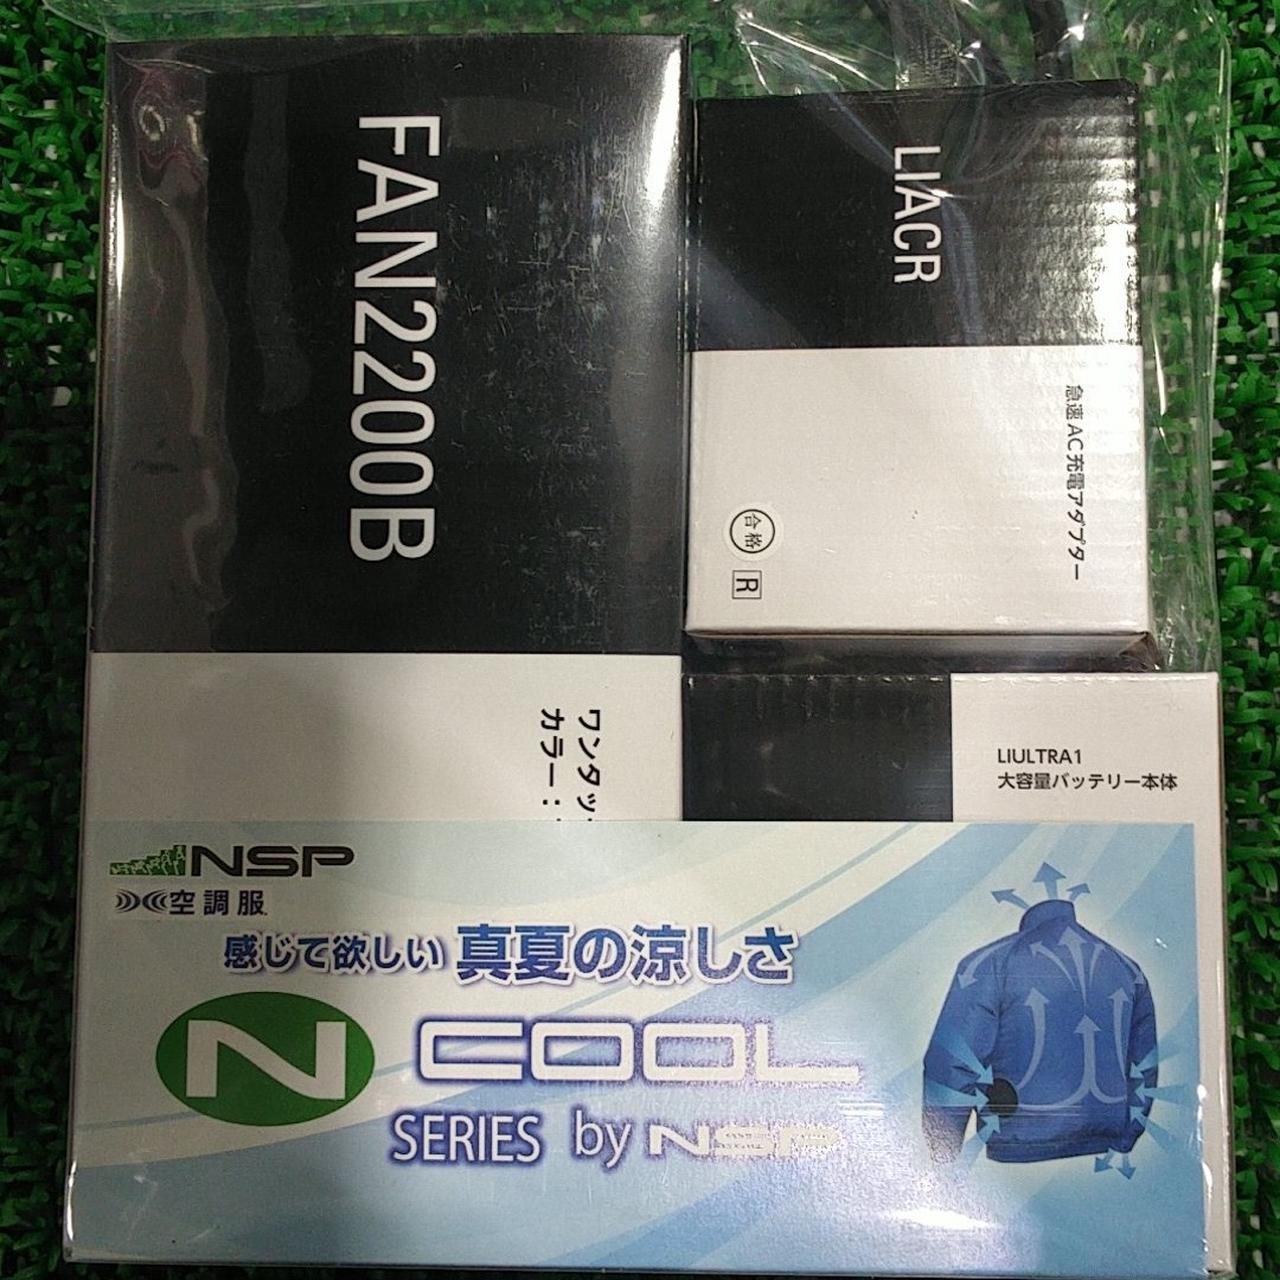 FAN2200B
ワンタッ
カラー：
LIACR
急速AC充電アダプター
合格
R
LIULTRA1
大容量バッテリー本体
NSP
空調服
感じて欲しい 真夏の涼しさ
N COOL
SERIES by NSP